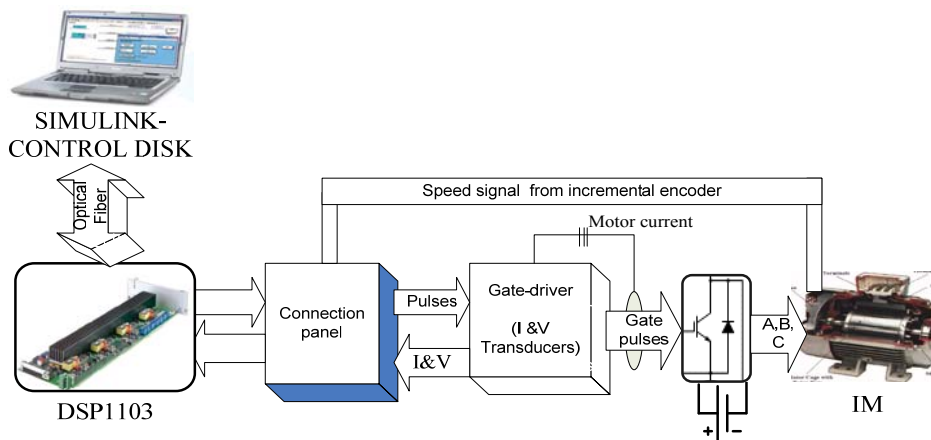 SIMULINK-
CONTROL DISK
Optical
Fiber
DSP1103
Speed signal from incremental encoder
Connection
panel
Pulses
I&V
Motor current
Gate-driver
(I &V
Transducers)
Gate
pulses
+ -
A,B,
C
IM